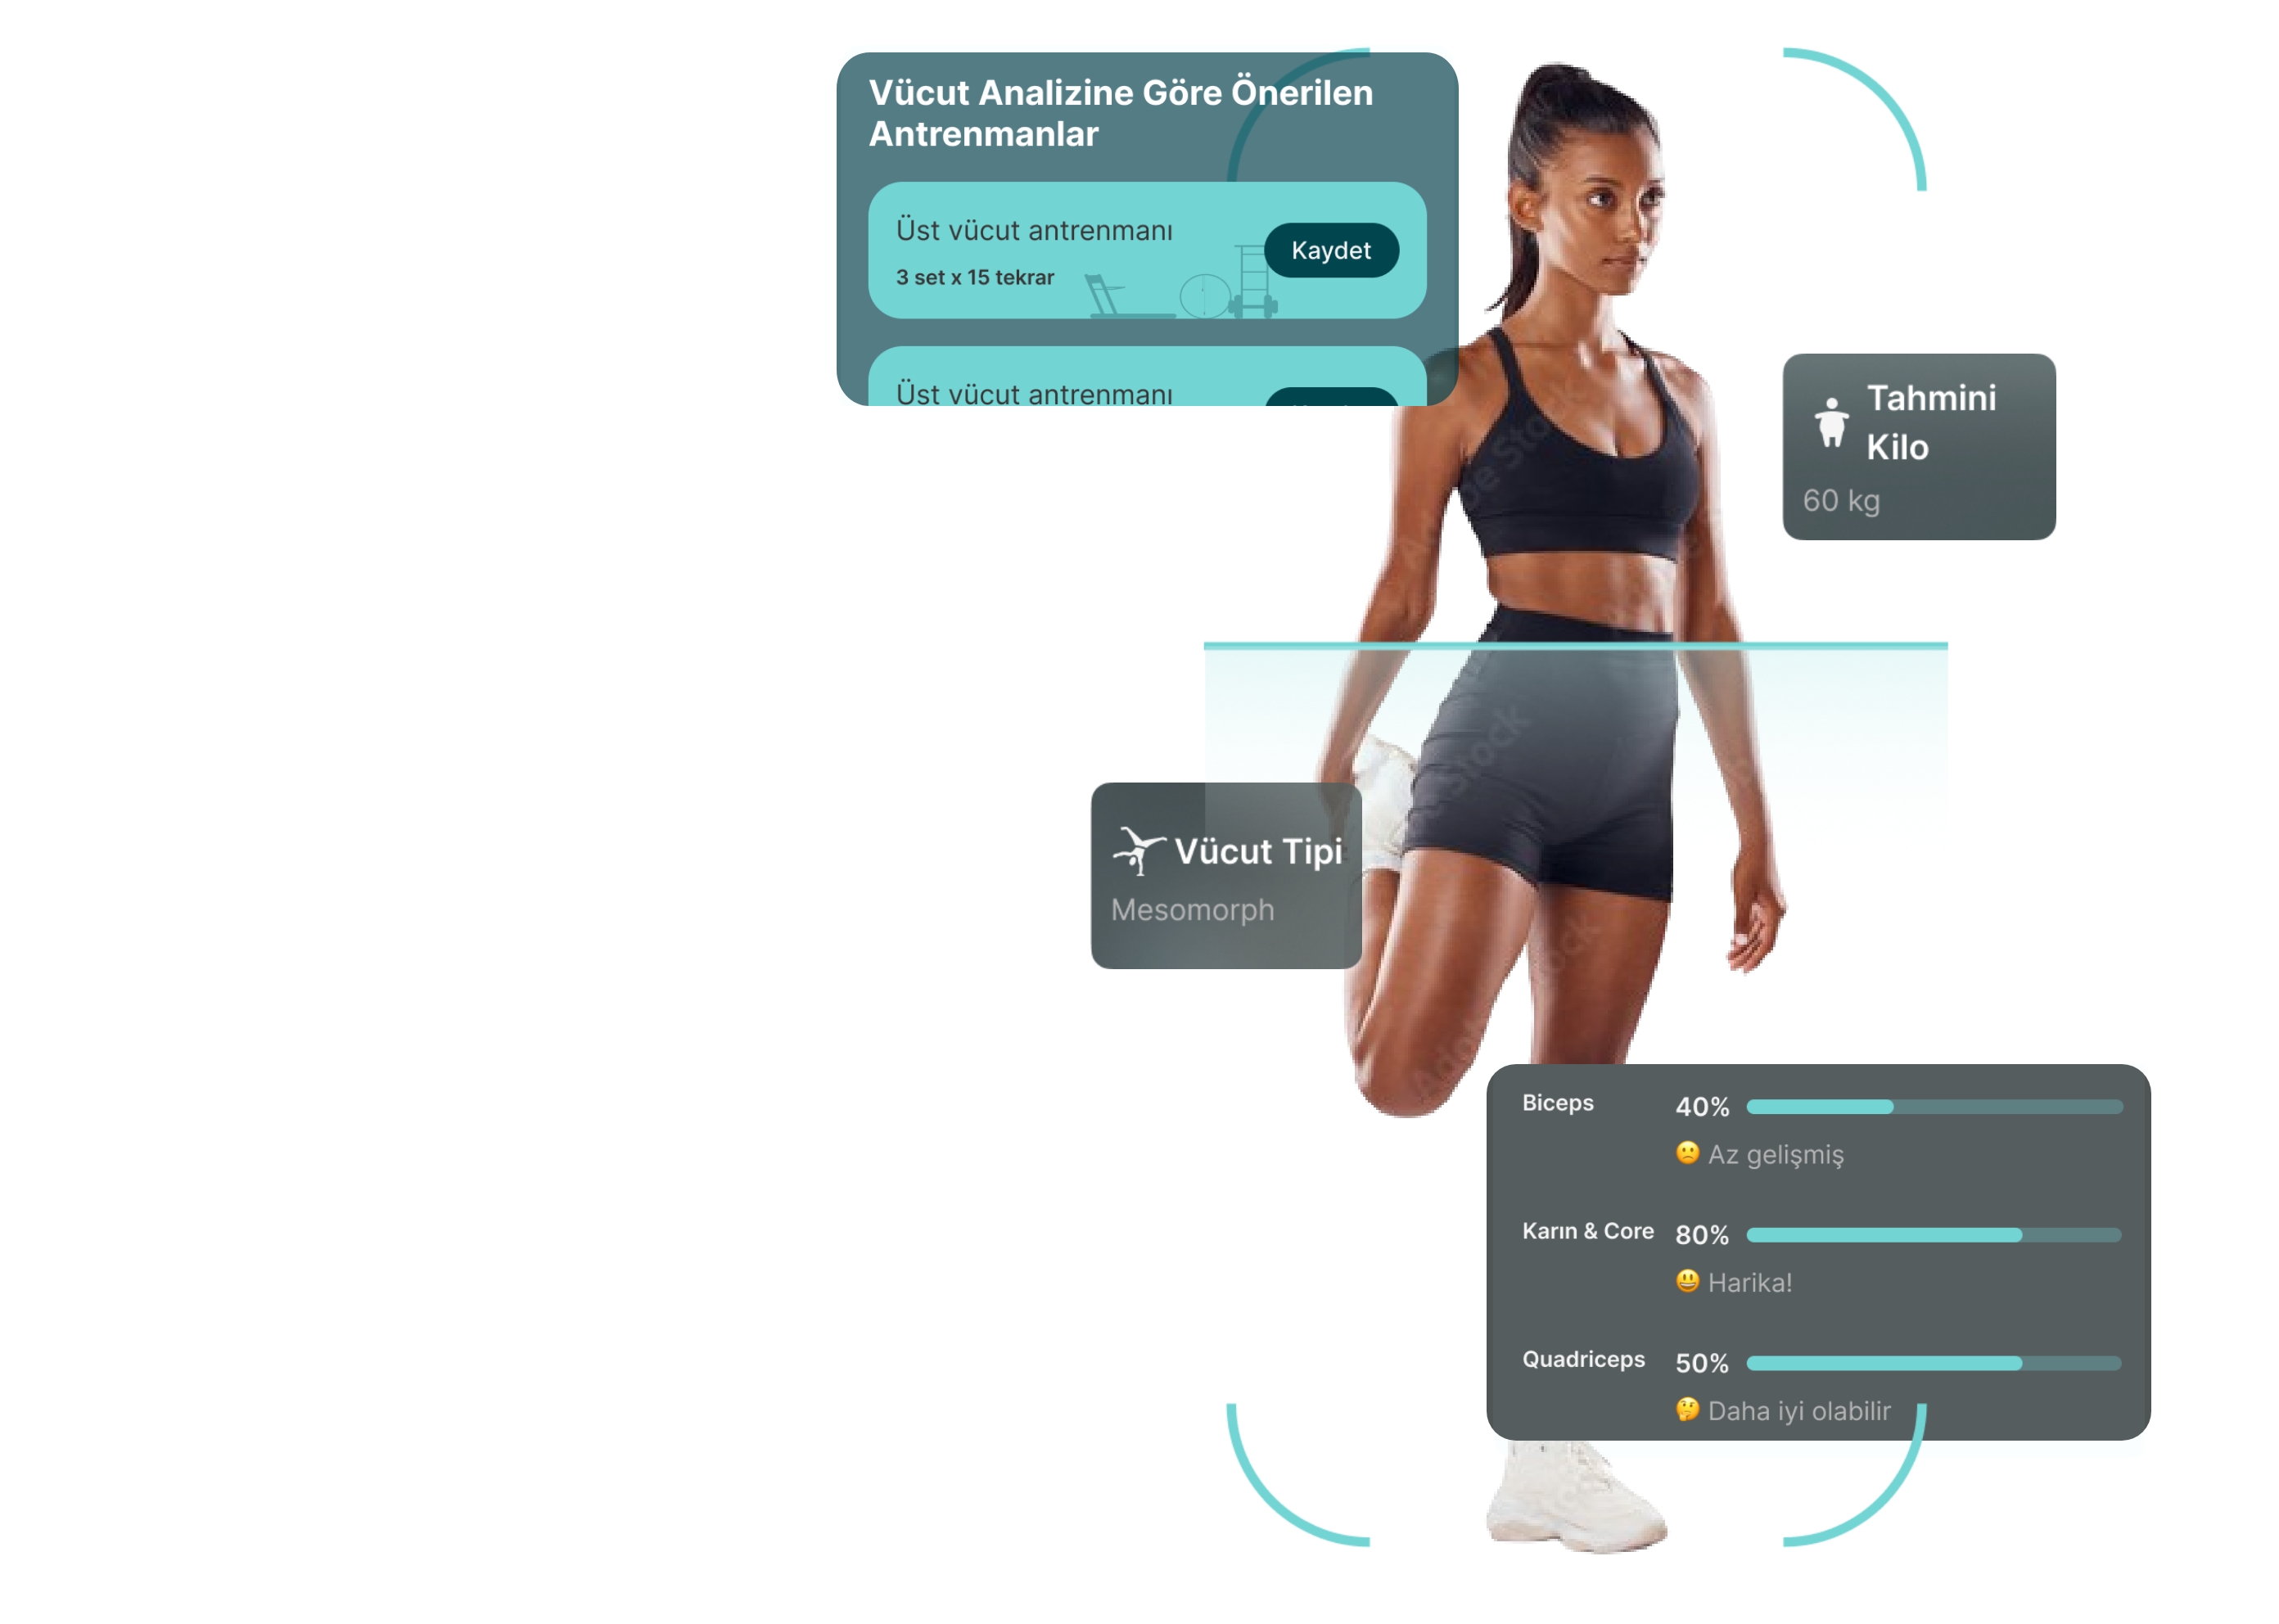 Vücut Analizine Göre Önerilen
Antrenmanlar
Üst vücut antrenmanı
3 set x 15 tekrar
Kaydet
Üst vücut antrenmanı
Tahmini
Kilo
60 kg
Vücut Tipi
Mesomorph
Biceps 40%
🙁 Az gelişmiş
Karın & Core 80%
😃 Harika!
Quadriceps 50%
🤔 Daha iyi olabilir